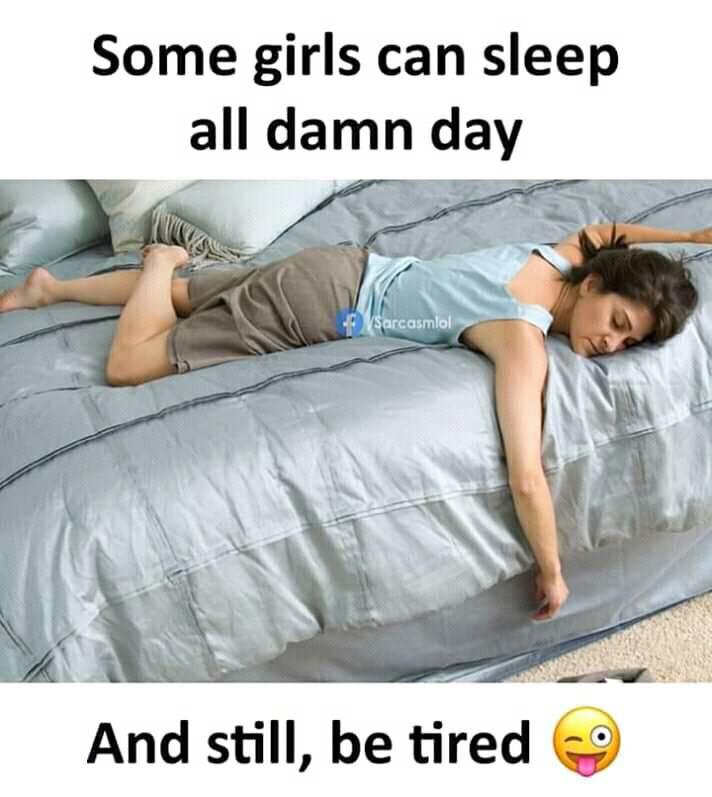 Some girls can sleep
all damn day
f /Sarcasmlol
And still, be tired 😜